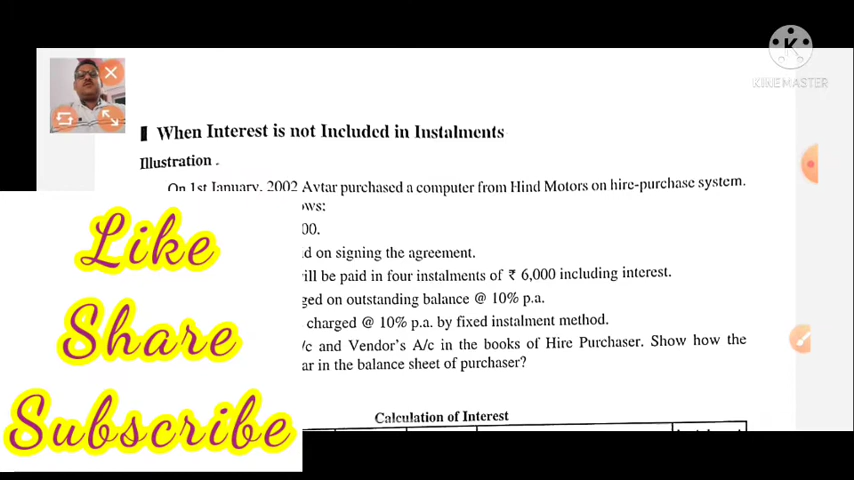 KINEMASTER
When Interest is not Included in Instalments
Illustration .
On 1st January, 2002 Avtar purchased a computer from Hind Motors on hire-purchase system.
ows:
00.
d on signing the agreement.
ill be paid in four instalments of ₹ 6,000 including interest.
ged on outstanding balance @ 10% p.a.
charged @ 10% p.a. by fixed instalment method.
/c and Vendor's A/c in the books of Hire Purchaser. Show how the
ar in the balance sheet of purchaser?
Calculation of Interest
Like
Share
Subscribe